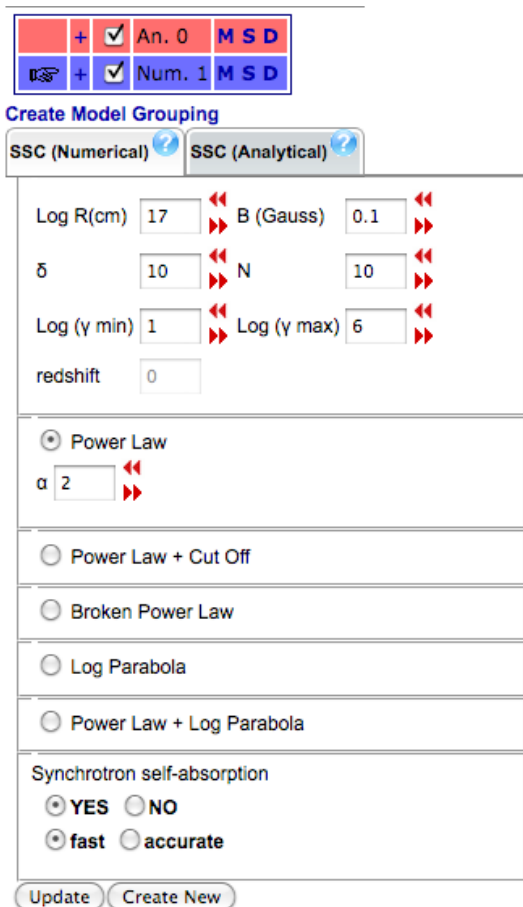 + An. 0 M S D
+ Num. 1 M S D
Create Model Grouping
SSC (Numerical) ? SSC (Analytical) ?
Log R(cm) 17 B (Gauss) 0.1
δ 10 N 10
Log (γ min) 1 Log (γ max) 6
redshift 0
Power Law
α 2
Power Law + Cut Off
Broken Power Law
Log Parabola
Power Law + Log Parabola
Synchrotron self-absorption
YES NO
fast accurate
Update Create New